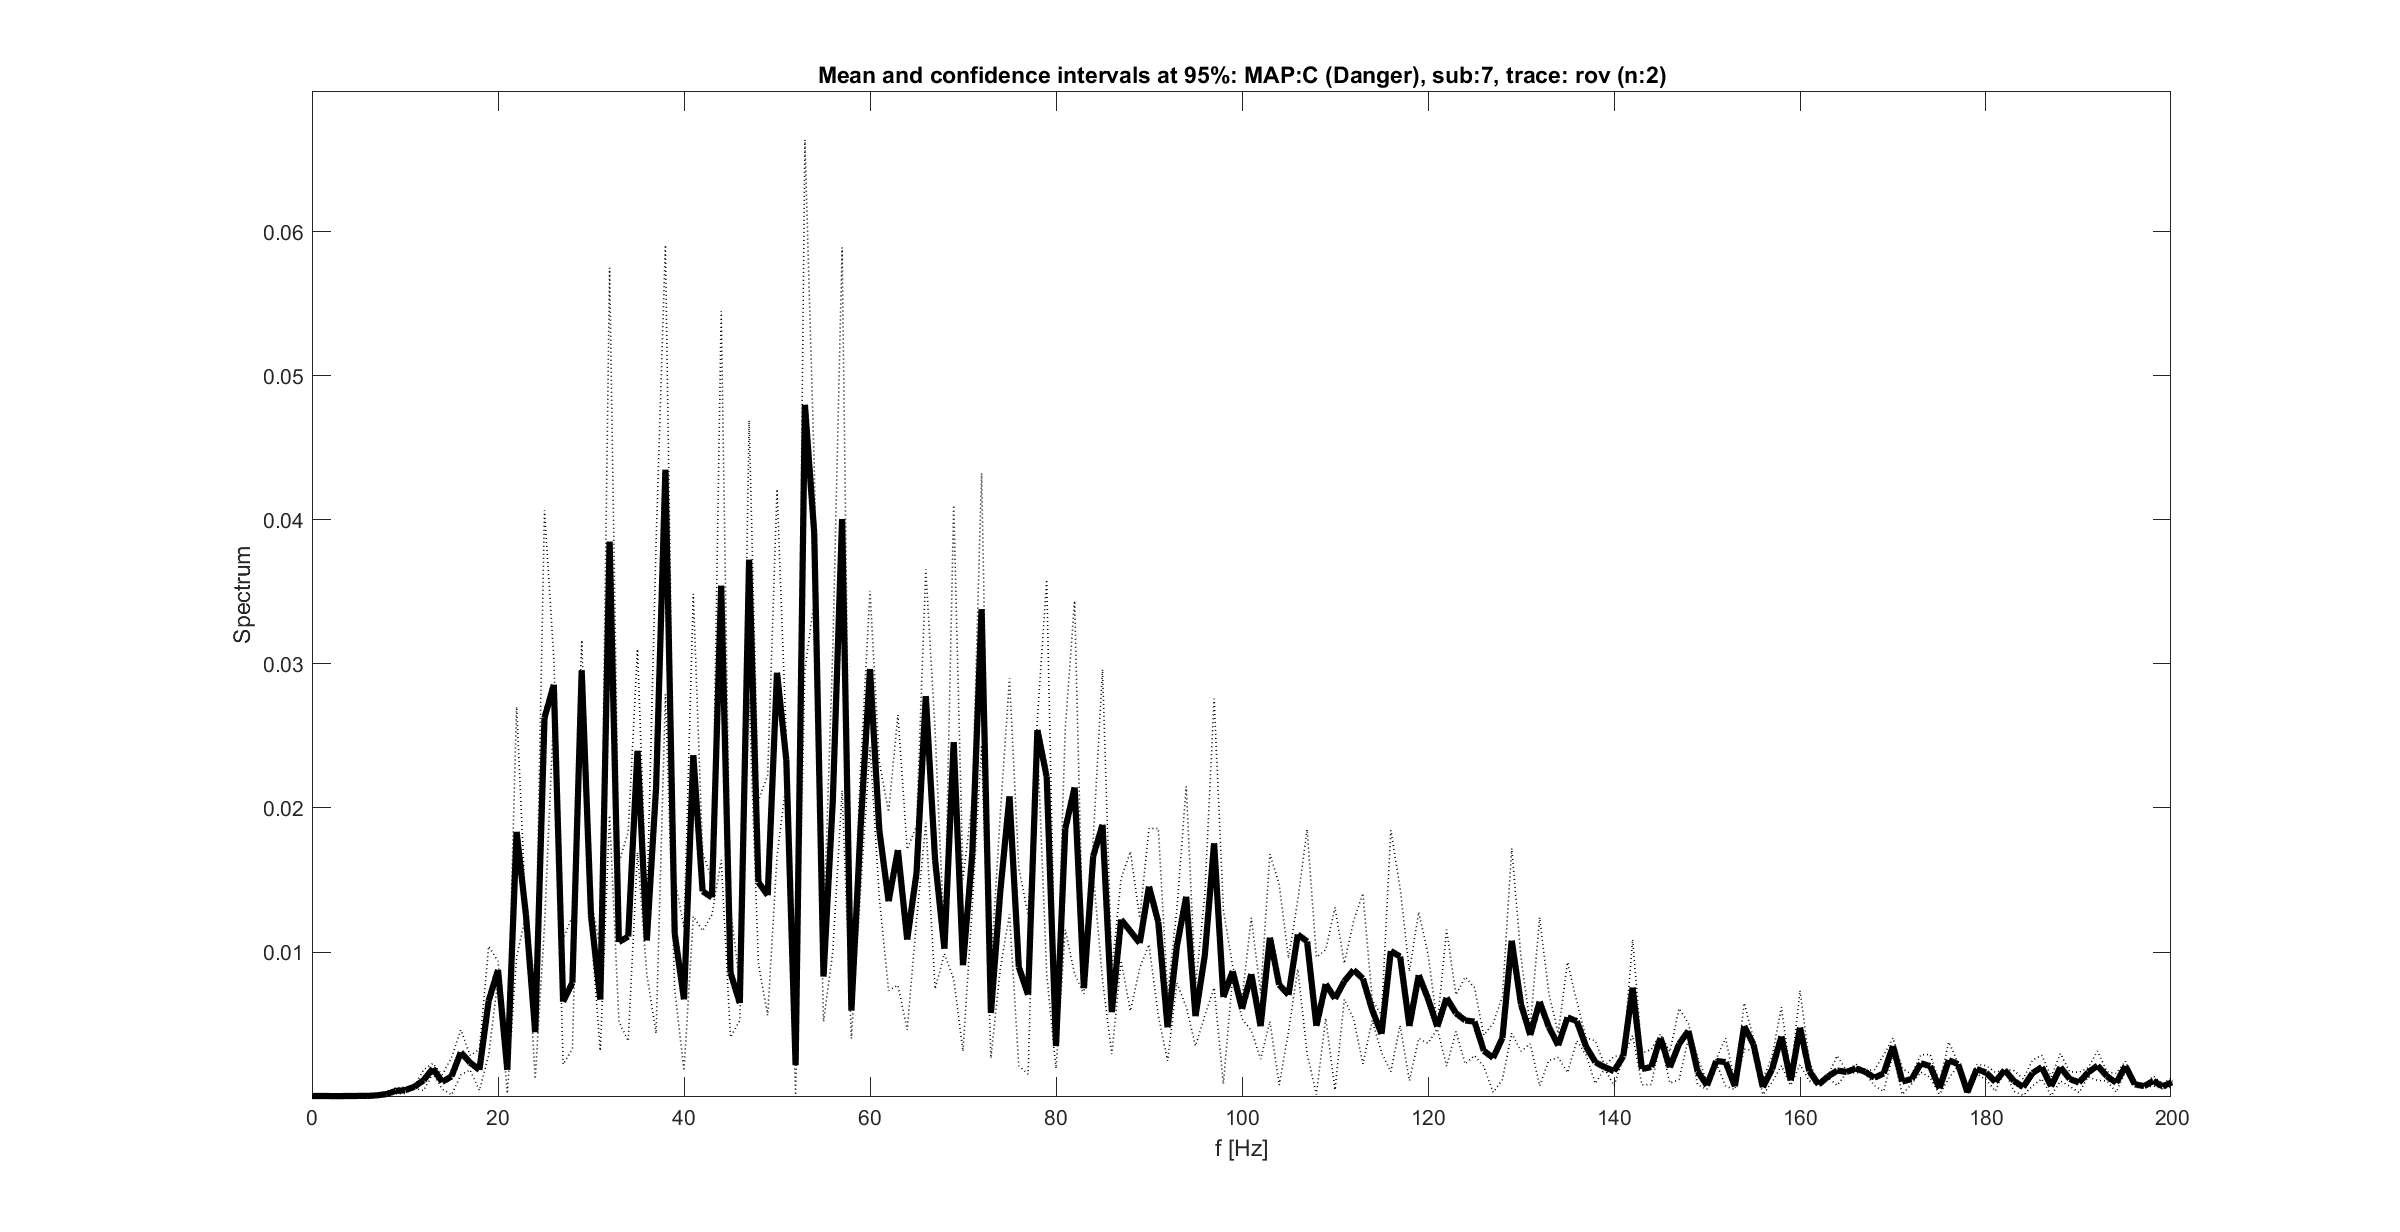 Mean and confidence intervals at 95%: MAP:C (Danger), sub:7, trace: rov (n:2)
0.06
0.05
0.04
0.03
0.02
0.01
Spectrum
0 20 40 60 80 100 120 140 160 180 200
f [Hz]